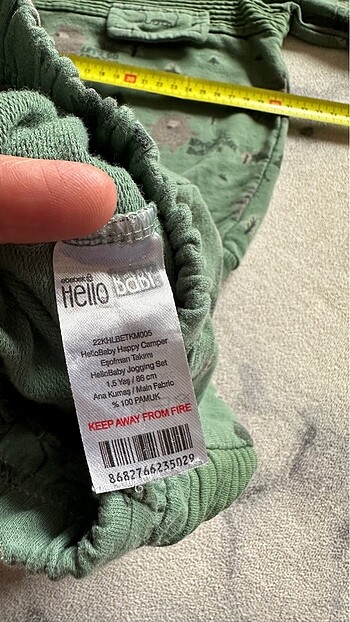 ebebek
Hello baby
22KHLBETKM005
HelloBaby Happy Camper
Eşofman Takımı
HelloBaby Jogging Set
1,5 Yaş / 86 cm
Ana Kumaş / Main Fabric
% 100 PAMUK
KEEP AWAY FROM FIRE
8682766235029